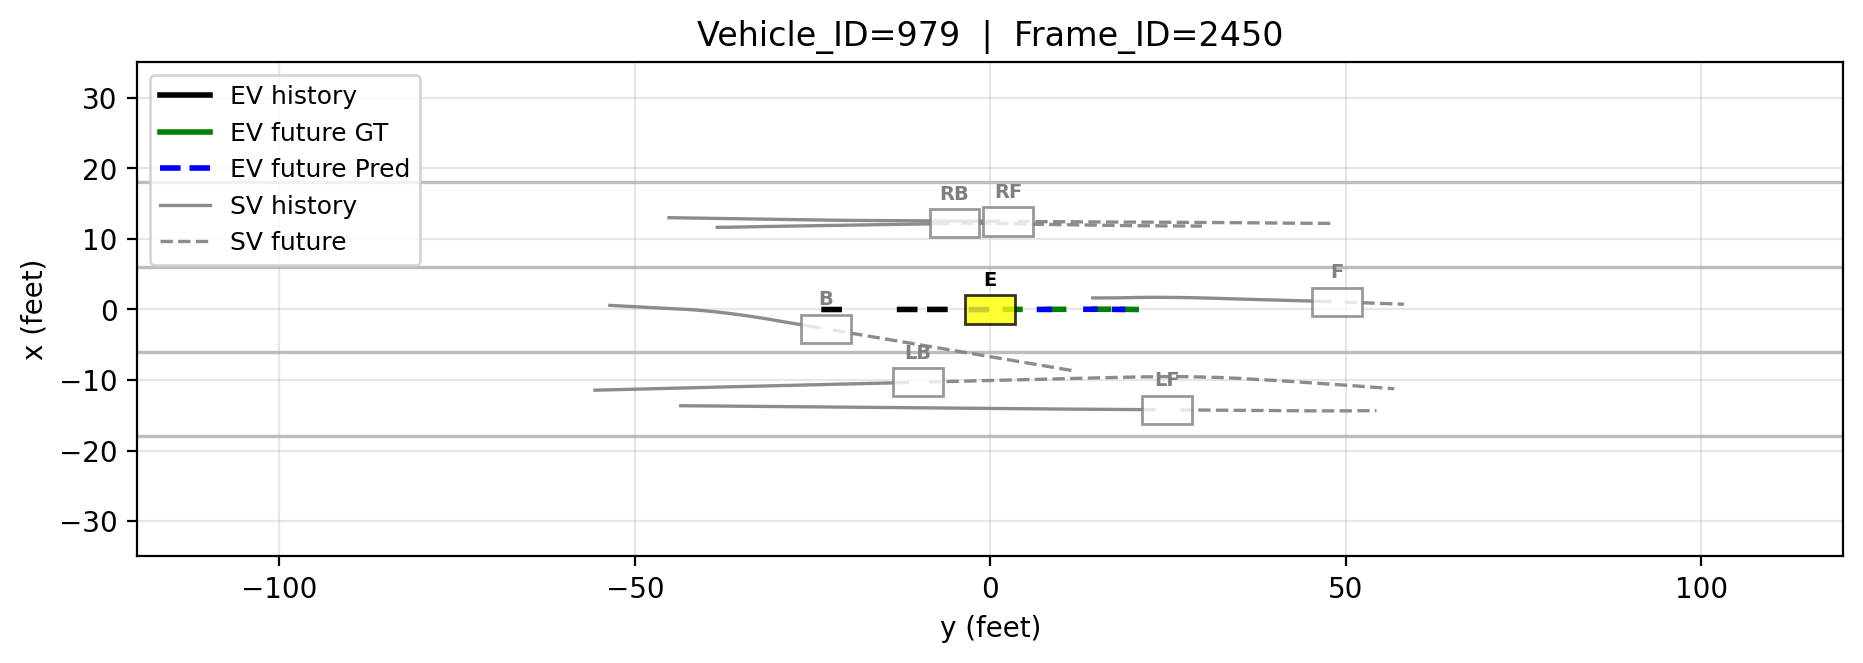 Vehicle_ID=979 | Frame_ID=2450
EV history
EV future GT
EV future Pred
SV history
SV future
RB
RF
E
F
B
LB
LF
30
20
10
0
−10
−20
−30
x (feet)
−100
−50
0
50
100
y (feet)